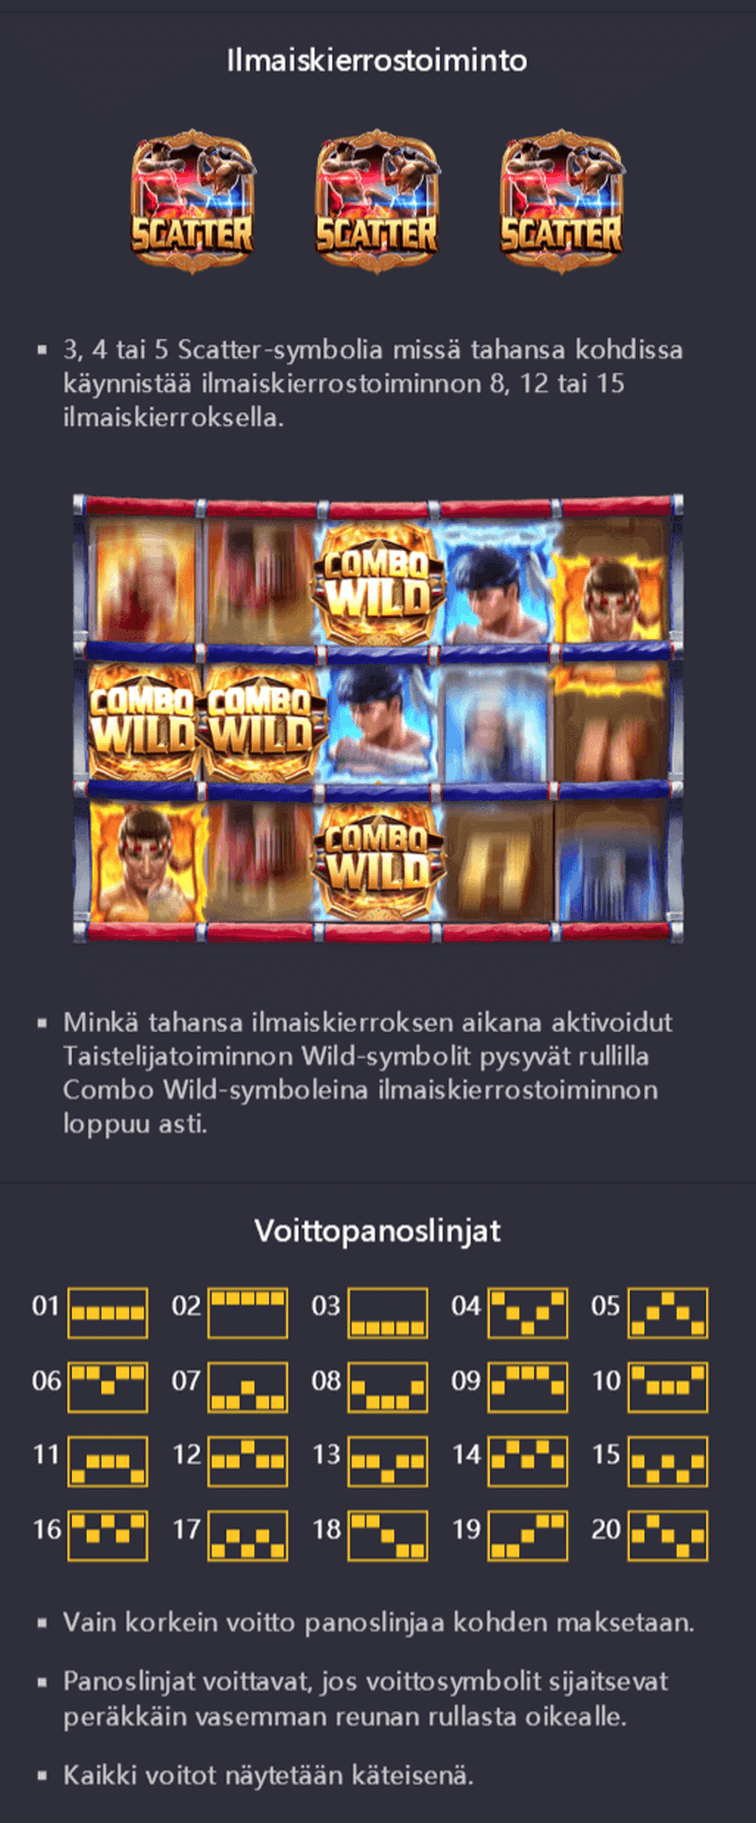 Ilmaiskierrostoiminto
SCATTER SCATTER SCATTER
▪ 3, 4 tai 5 Scatter-symbolia missä tahansa kohdissa
käynnistää ilmaiskierrostoiminnon 8, 12 tai 15
ilmaiskierroksella.
COMBO
WILD
COMBO COMBO
WILD WILD
COMBO
WILD
▪ Minkä tahansa ilmaiskierroksen aikana aktivoidut
Taistelijatoiminnon Wild-symbolit pysyvät rullilla
Combo Wild-symboleina ilmaiskierrostoiminnon
loppuu asti.
Voittopanoslinjat
01 02 03 04 05
06 07 08 09 10
11 12 13 14 15
16 17 18 19 20
▪ Vain korkein voitto panoslinjaa kohden maksetaan.
▪ Panoslinjat voittavat, jos voittosymbolit sijaitsevat
peräkkäin vasemman reunan rullasta oikealle.
▪ Kaikki voitot näytetään käteisenä.